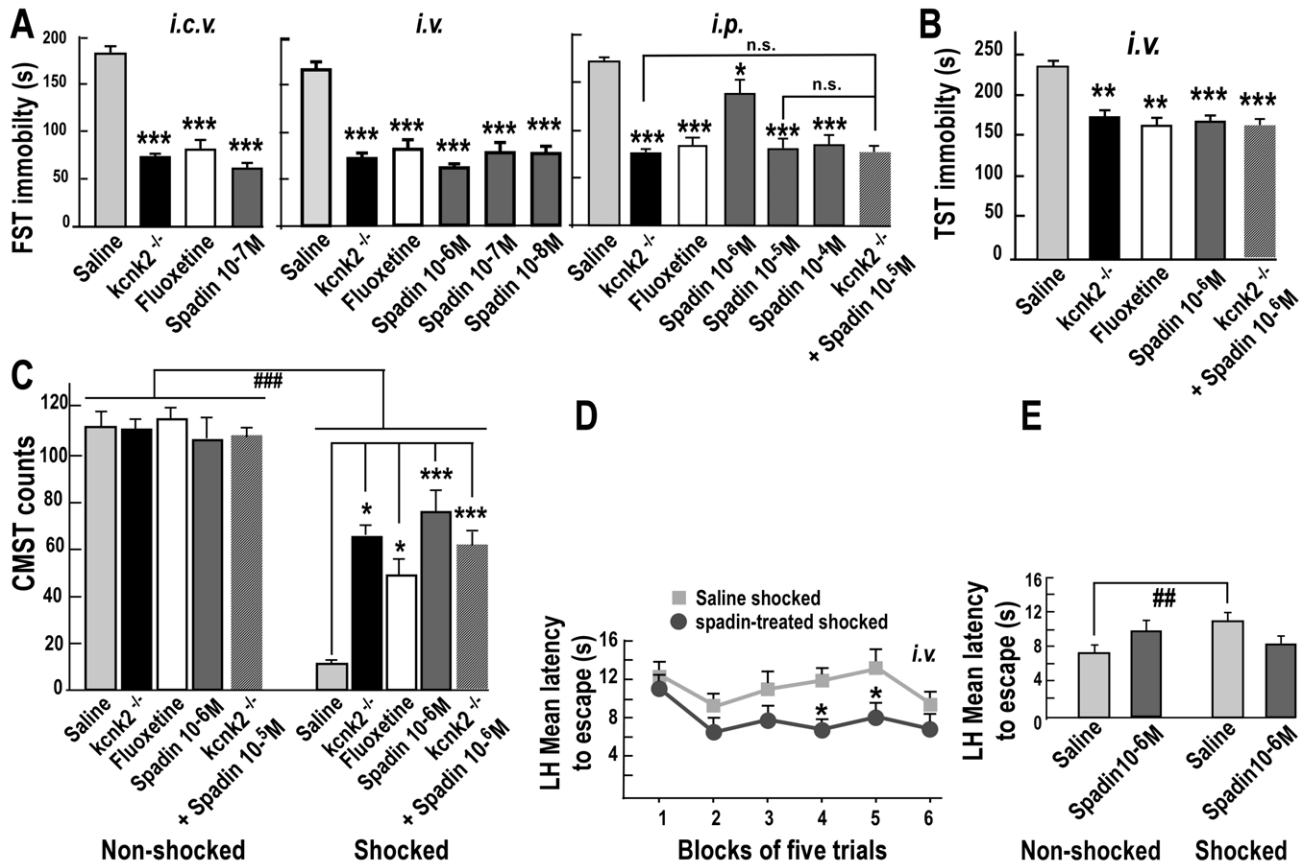 A
i.c.v.
i.v.
i.p.
FST immobility (s)
200
150
100
50
0
***
***
***
***
***
***
***
***
n.s.
n.s.
*
***
***
***
***
Saline
kcnk2 -/-
Fluoxetine
Spadin 10-7M
Saline
kcnk2 -/-
Fluoxetine
Spadin 10-6M
Spadin 10-7M
Spadin 10-8M
Saline
kcnk2 -/-
Fluoxetine
Spadin 10-6M
Spadin 10-5M
Spadin 10-4M
kcnk2 -/-
+ Spadin 10-5M
B
i.v.
TST immobilty (s)
250
200
150
100
50
0
**
**
***
***
Saline
kcnk2 -/-
Fluoxetine
Spadin 10-6M
kcnk2 -/-
+ Spadin 10-6M
C
###
CMST counts
120
100
80
60
40
20
0
*
*
***
***
Saline
kcnk2 -/-
Fluoxetine
Spadin 10-6M
kcnk2 -/-
+ Spadin 10-5M
Saline
kcnk2 -/-
Fluoxetine
Spadin 10-6M
kcnk2 -/-
+ Spadin 10-6M
Non-shocked
Shocked
D
Saline shocked
spadin-treated shocked
i.v.
LH Mean latency
to escape (s)
16
12
8
4
*
*
1 2 3 4 5 6
Blocks of five trials
E
LH Mean latency
to escape (s)
16
12
8
4
0
##
Saline
Spadin10-6M
Saline
Spadin10-6M
Non-shocked
Shocked